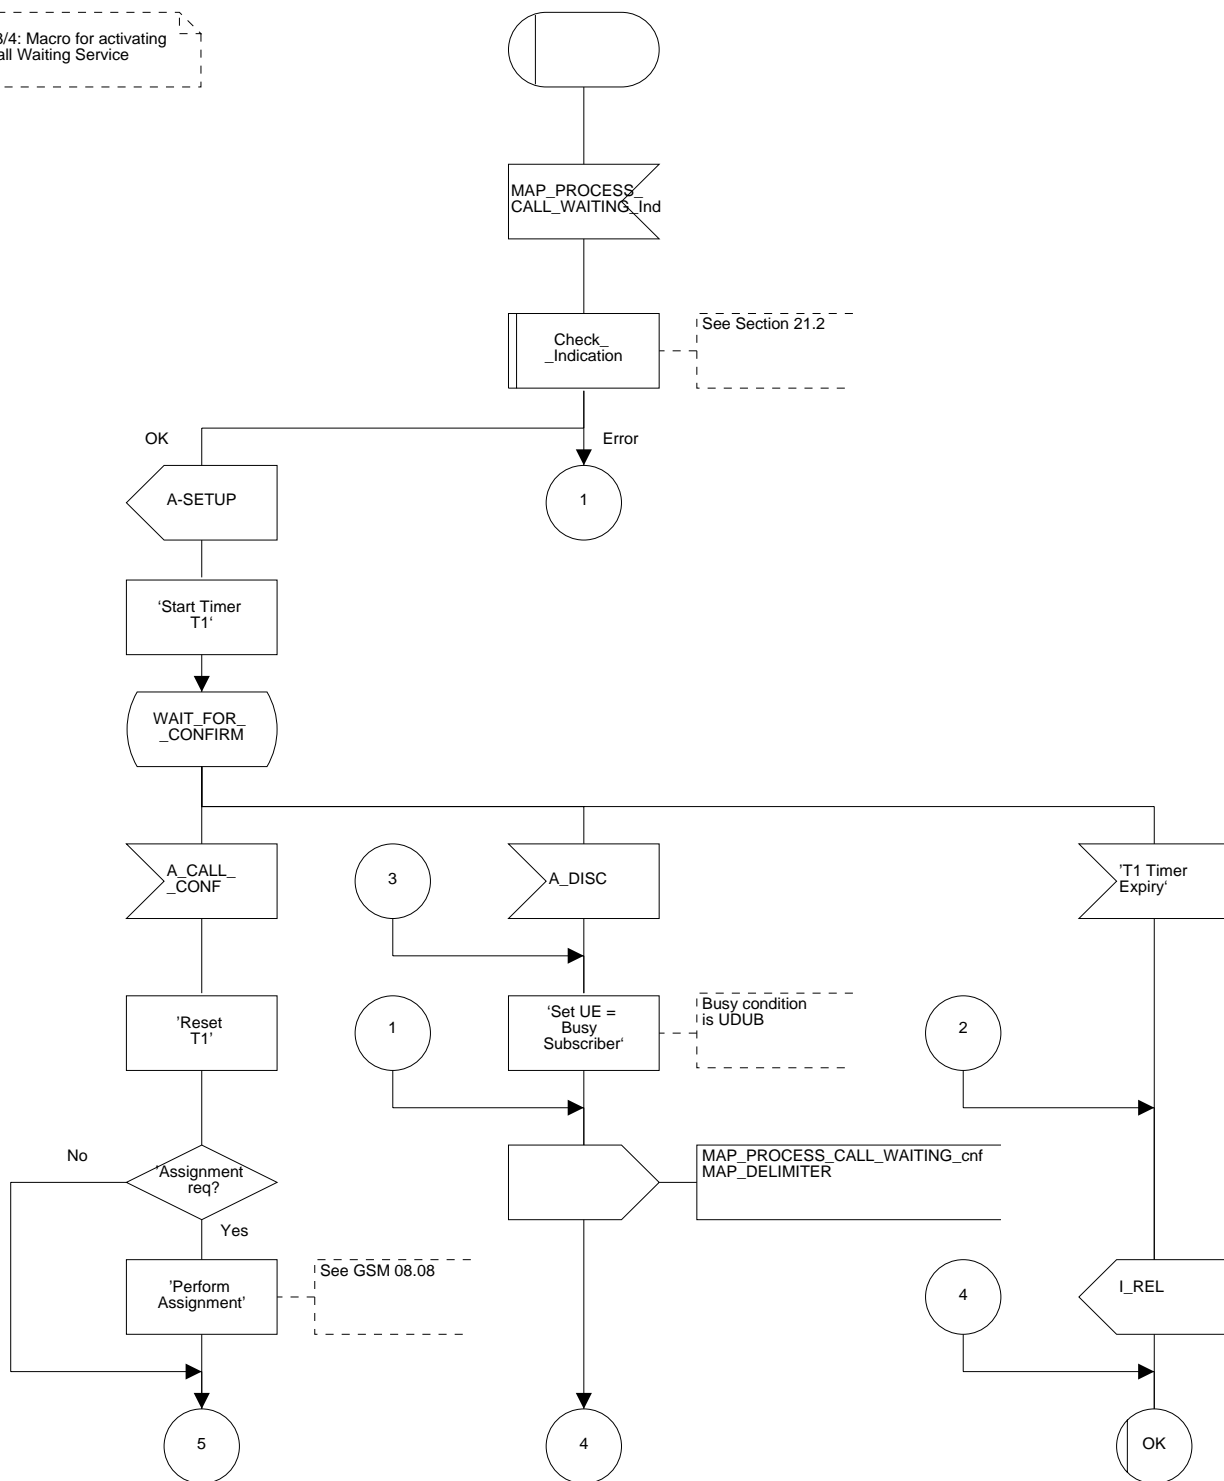 3/4: Macro for activating
all Waiting Service
MAP_PROCESS_
CALL_WAITING_Ind
Check_
_Indication
See Section 21.2
OK
Error
A-SETUP
1
‘Start Timer
T1‘
WAIT_FOR_
_CONFIRM
A_CALL_
_CONF
3
A_DISC
’T1 Timer
Expiry‘
’Reset
T1’
1
‘Set UE =
Busy
Subscriber‘
Busy condition
is UDUB
2
No
’Assignment
req?
Yes
MAP_PROCESS_CALL_WAITING_cnf
MAP_DELIMITER
’Perform
Assignment’
See GSM 08.08
4
I_REL
5
4
OK